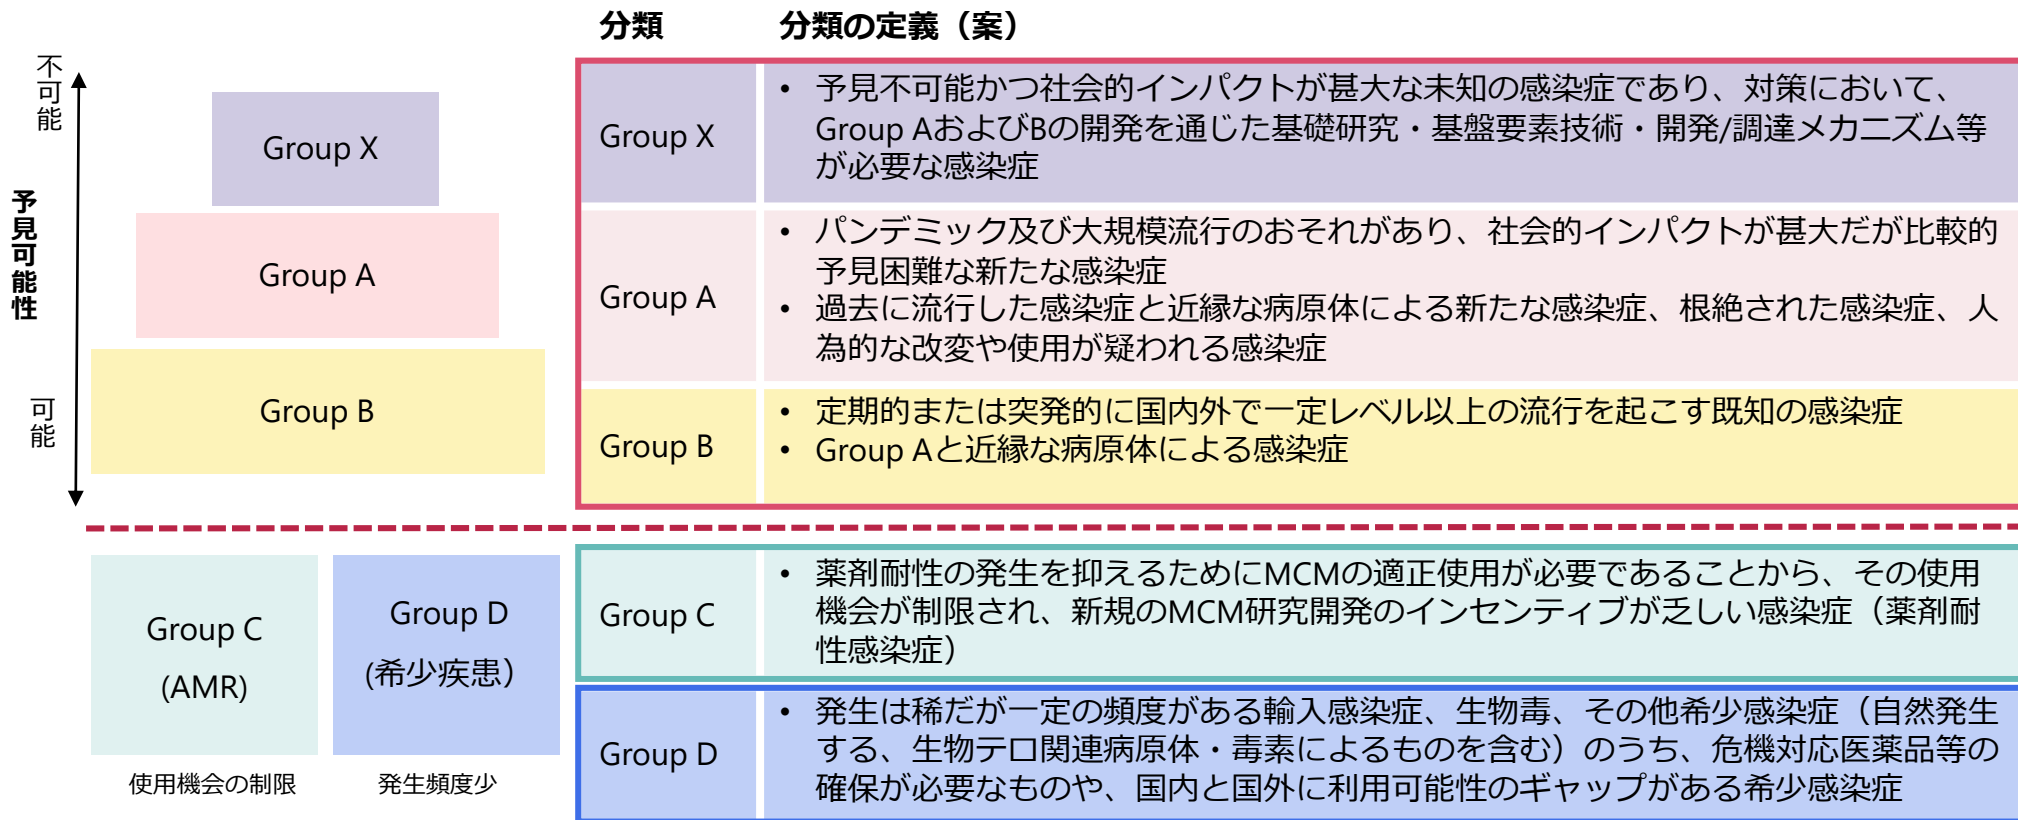 分類
分類の定義（案）
不可能
予見可能性
可能
Group X
Group A
Group B
Group X
• 予見不可能かつ社会的インパクトが甚大な未知の感染症であり、対策において、
Group AおよびBの開発を通じた基礎研究・基盤要素技術・開発/調達メカニズム等
が必要な感染症
Group A
• パンデミック及び大規模流行のおそれがあり、社会的インパクトが甚大だが比較的
予見困難な新たな感染症
• 過去に流行した感染症と近縁な病原体による新たな感染症、根絶された感染症、人
為的な改変や使用が疑われる感染症
Group B
• 定期的または突発的に国内外で一定レベル以上の流行を起こす既知の感染症
• Group Aと近縁な病原体による感染症
Group C
(AMR)
使用機会の制限
Group D
(希少疾患）
発生頻度少
Group C
• 薬剤耐性の発生を抑えるためにMCMの適正使用が必要であることから、その使用
機会が制限され、新規のMCM研究開発のインセンティブが乏しい感染症（薬剤耐
性感染症）
Group D
• 発生は稀だが一定の頻度がある輸入感染症、生物毒、その他希少感染症（自然発生
する、生物テロ関連病原体・毒素によるものを含む）のうち、危機対応医薬品等の
確保が必要なものや、国内と国外に利用可能性のギャップがある希少感染症